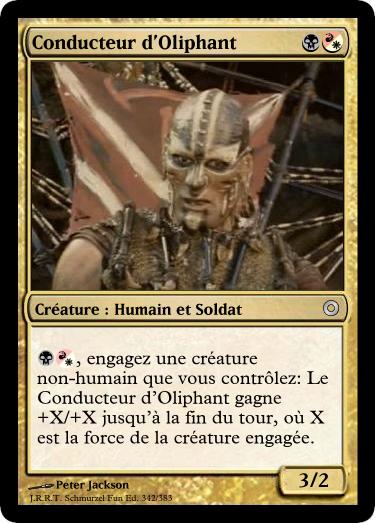 Conducteur d'Oliphant
Créature : Humain et Soldat
, engagez une créature
non-humain que vous contrôlez: Le
Conducteur d'Oliphant gagne
+X/+X jusqu'à la fin du tour, où X
est la force de la créature engagée.
Peter Jackson
3/2
J.R.R.T. Schmurzel Fun Ed. 342/383